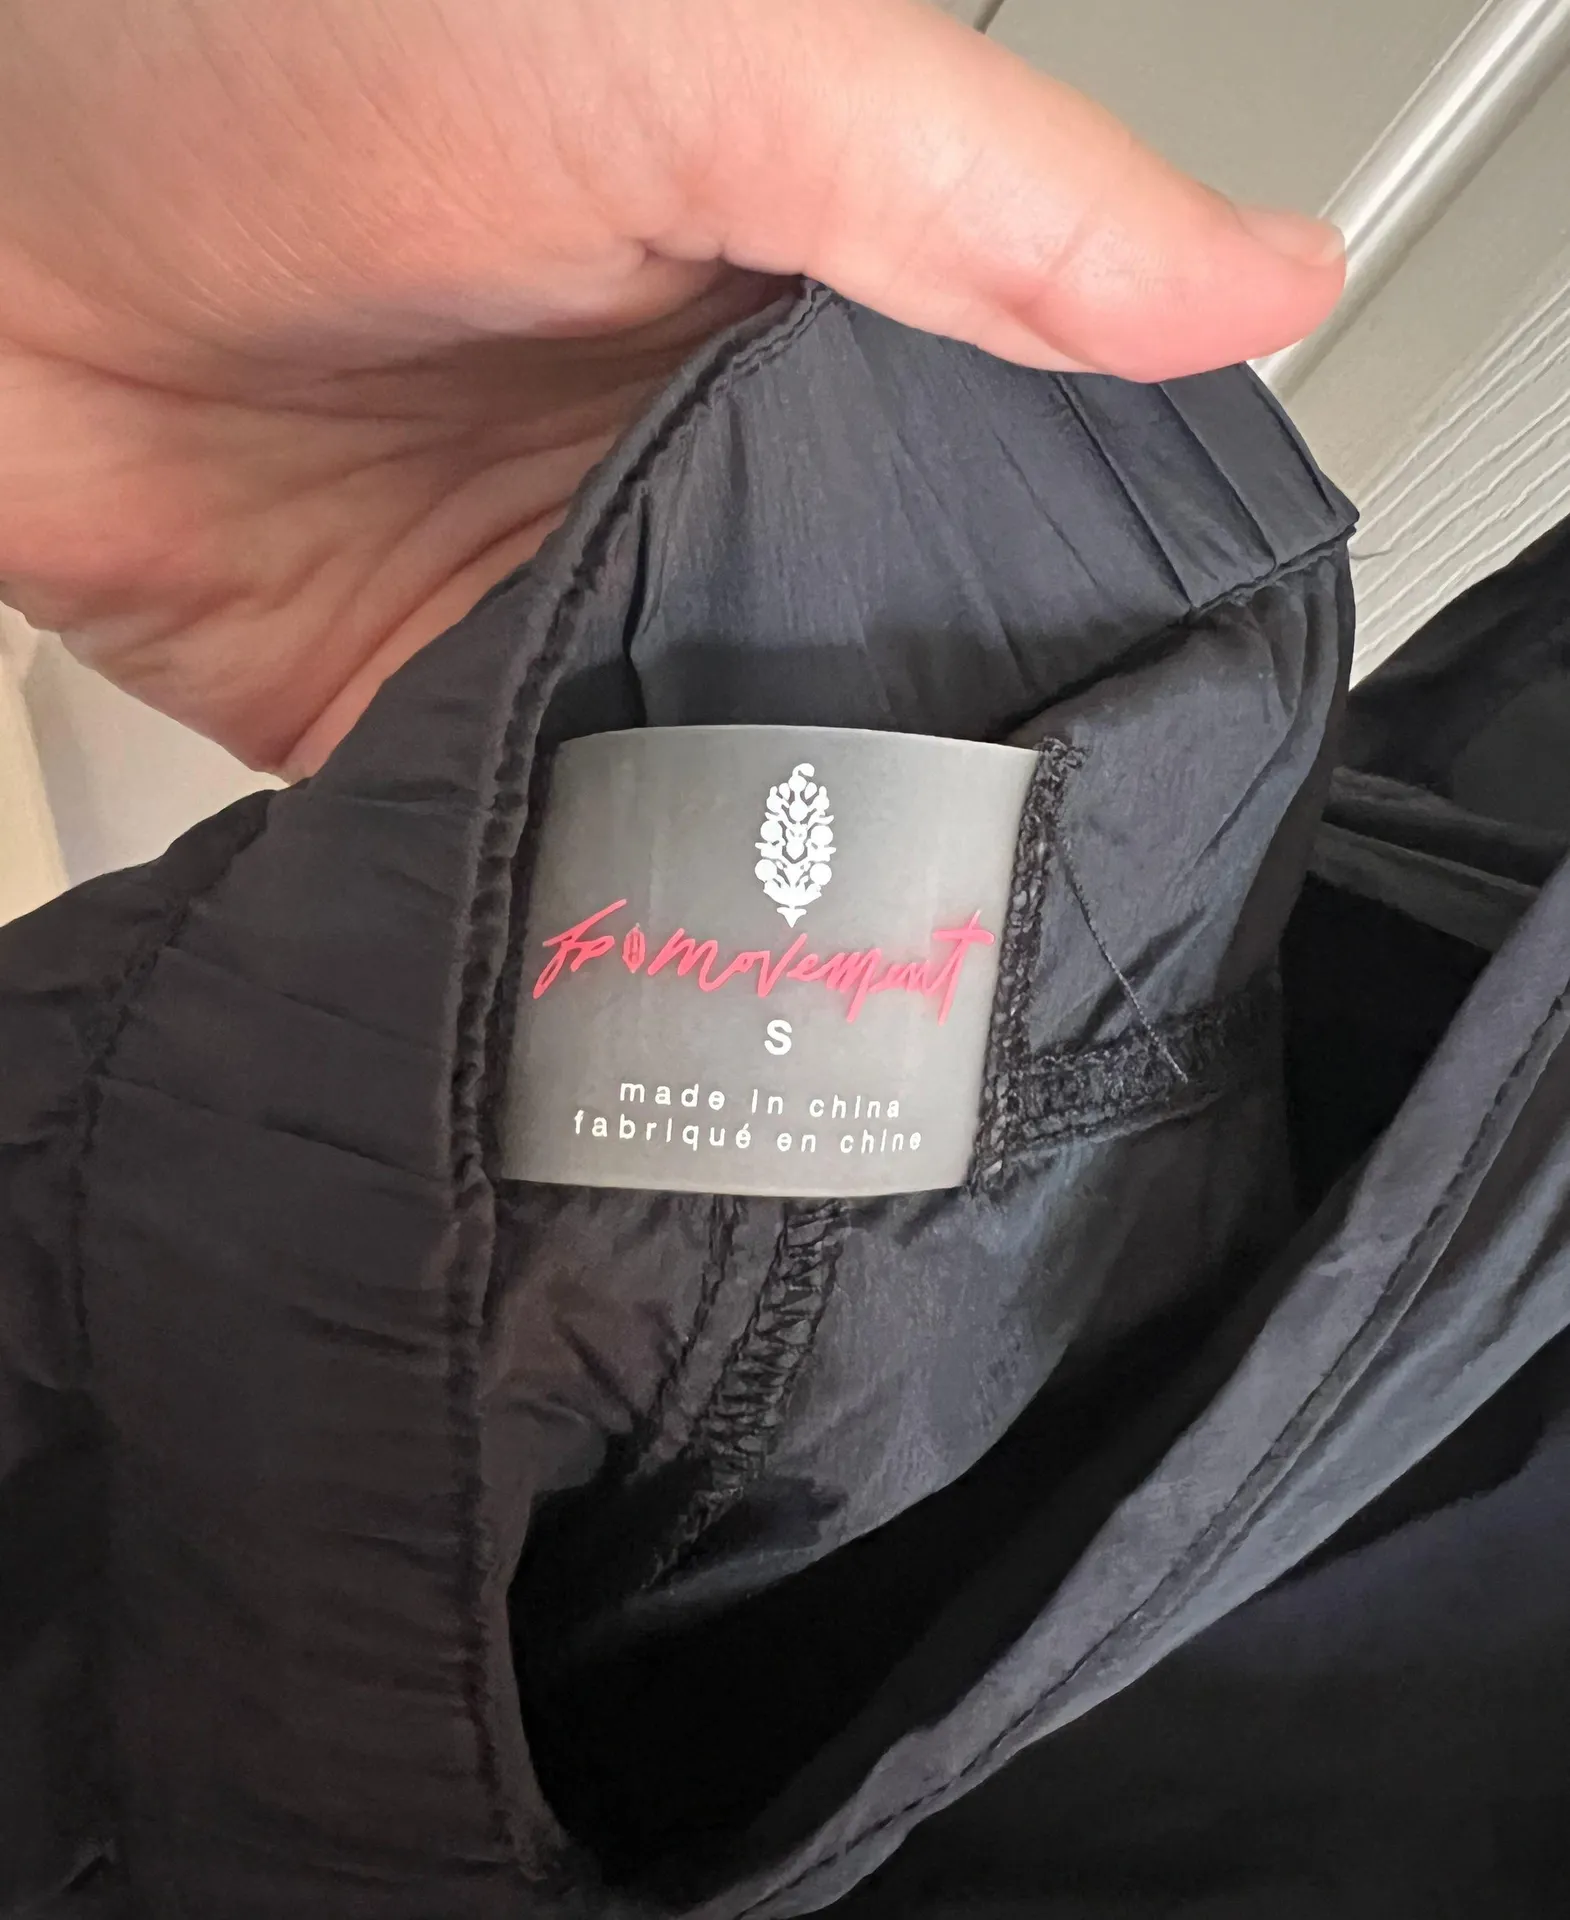 fp movement
S
made in china
fabriqué en chine